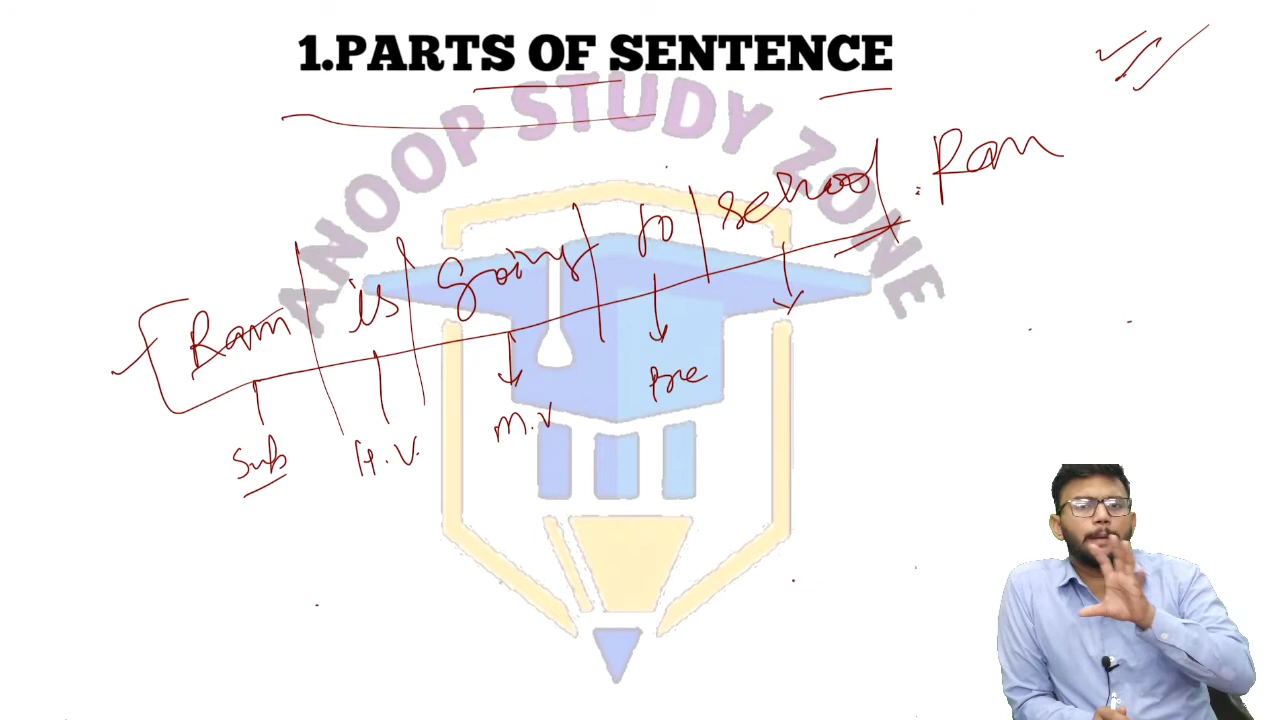 1.PARTS OF SENTENCE
ANOOP STUDY ZONE
Ram is going to school . Ram
Sub H.V. M.V Pre